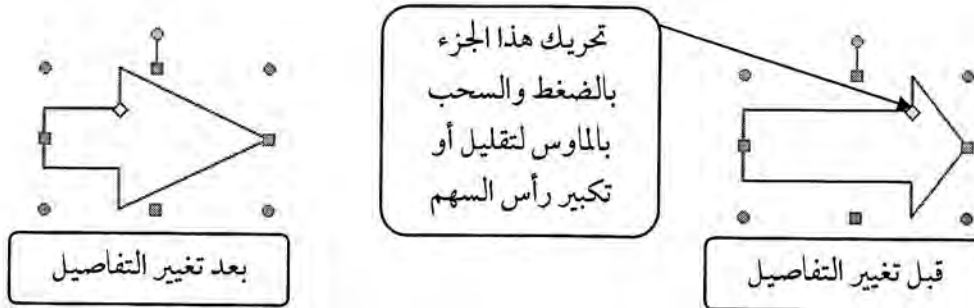 تحريك هذا الجزء
بالضغط والسحب
بالماوس لتقليل أو
تكبير رأس السهم
قبل تغيير التفاصيل
بعد تغيير التفاصيل